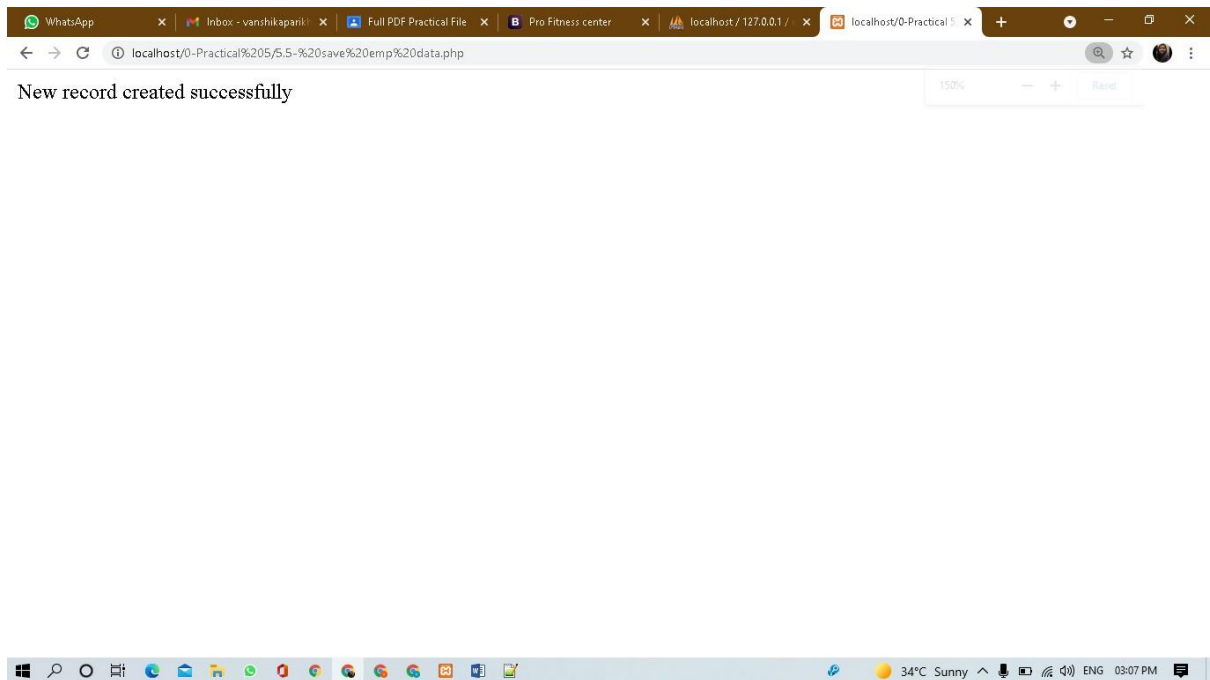 WhatsApp
Inbox - vanshikaparikh
Full PDF Practical File
Pro Fitness center
localhost / 127.0.0.1 /
localhost/0-Practical 5
localhost/0-Practical%205/5.5-%20save%20emp%20data.php
150%
Reset
New record created successfully
34°C Sunny
ENG
03:07 PM